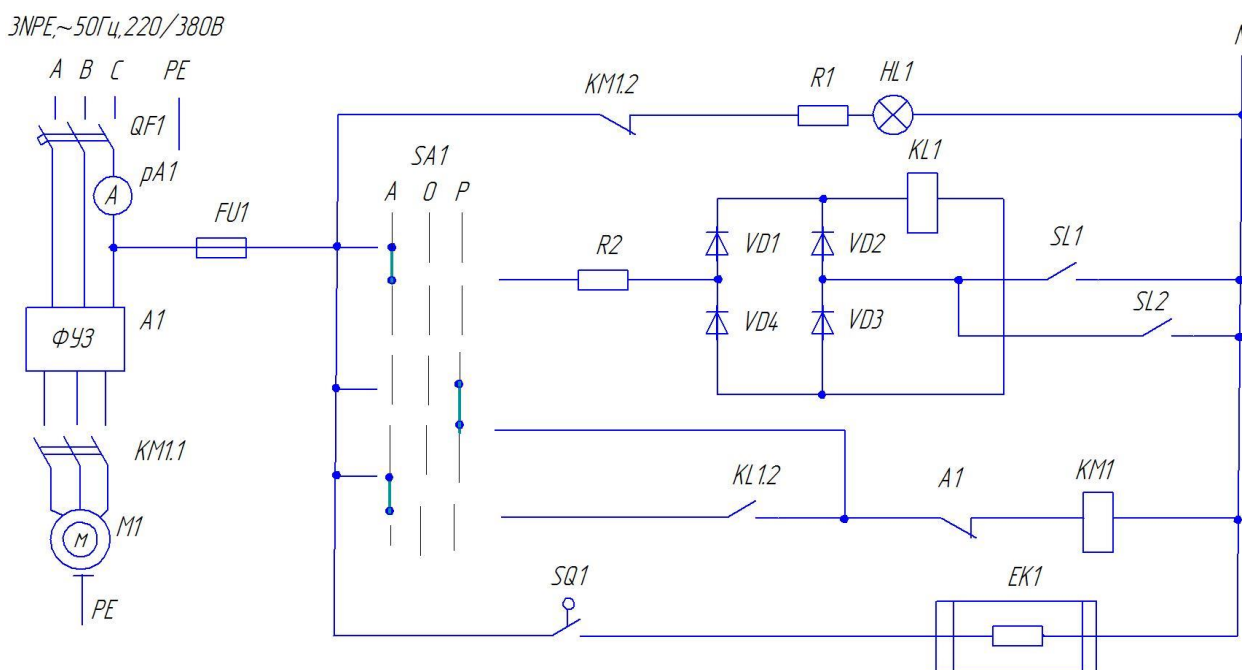 3NPE,~50Гц,220/380В
A B C PE
N
QF1
pA1
A
FU1
ФУЗ
A1
KM1.1
M1
M
PE
KM1.2
R1
HL1
SA1
A O P
KL1
R2
VD1
VD2
VD4
VD3
SL1
SL2
KL1.2
A1
KM1
SQ1
EK1